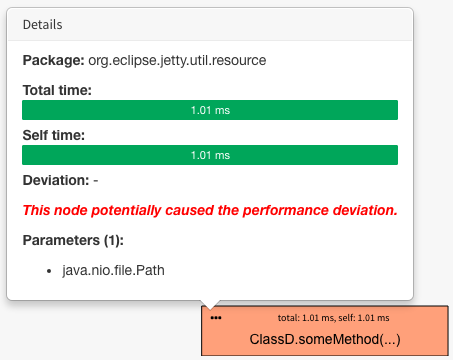 Details
Package: org.eclipse.jetty.util.resource
Total time:
1.01 ms
Self time:
1.01 ms
Deviation: -
This node potentially caused the performance deviation.
Parameters (1):
• java.nio.file.Path
••• total: 1.01 ms, self: 1.01 ms
ClassD.someMethod(...)